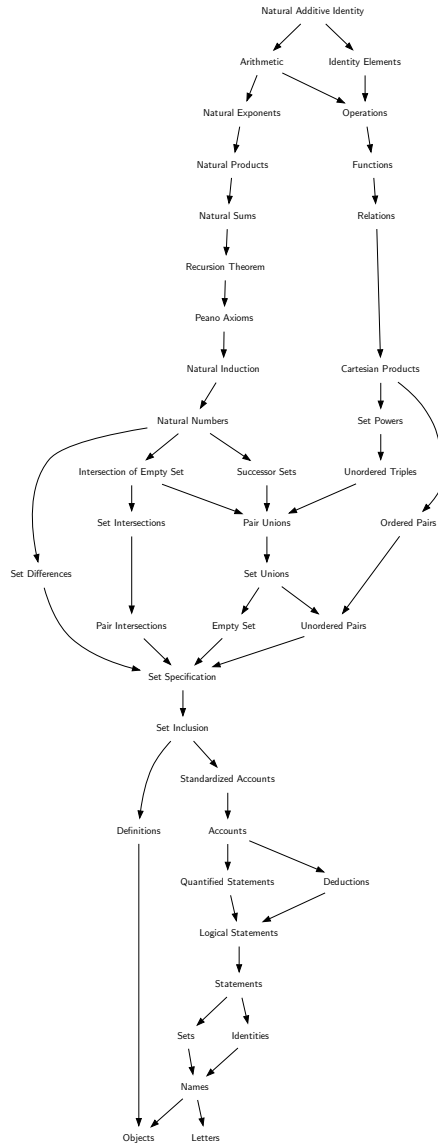 Natural Additive Identity
Arithmetic
Identity Elements
Natural Exponents
Operations
Natural Products
Functions
Natural Sums
Relations
Recursion Theorem
Peano Axioms
Natural Induction
Cartesian Products
Natural Numbers
Set Powers
Intersection of Empty Set
Successor Sets
Unordered Triples
Set Intersections
Pair Unions
Ordered Pairs
Set Differences
Set Unions
Pair Intersections
Empty Set
Unordered Pairs
Set Specification
Set Inclusion
Standardized Accounts
Definitions
Accounts
Quantified Statements
Deductions
Logical Statements
Statements
Sets
Identities
Names
Objects
Letters